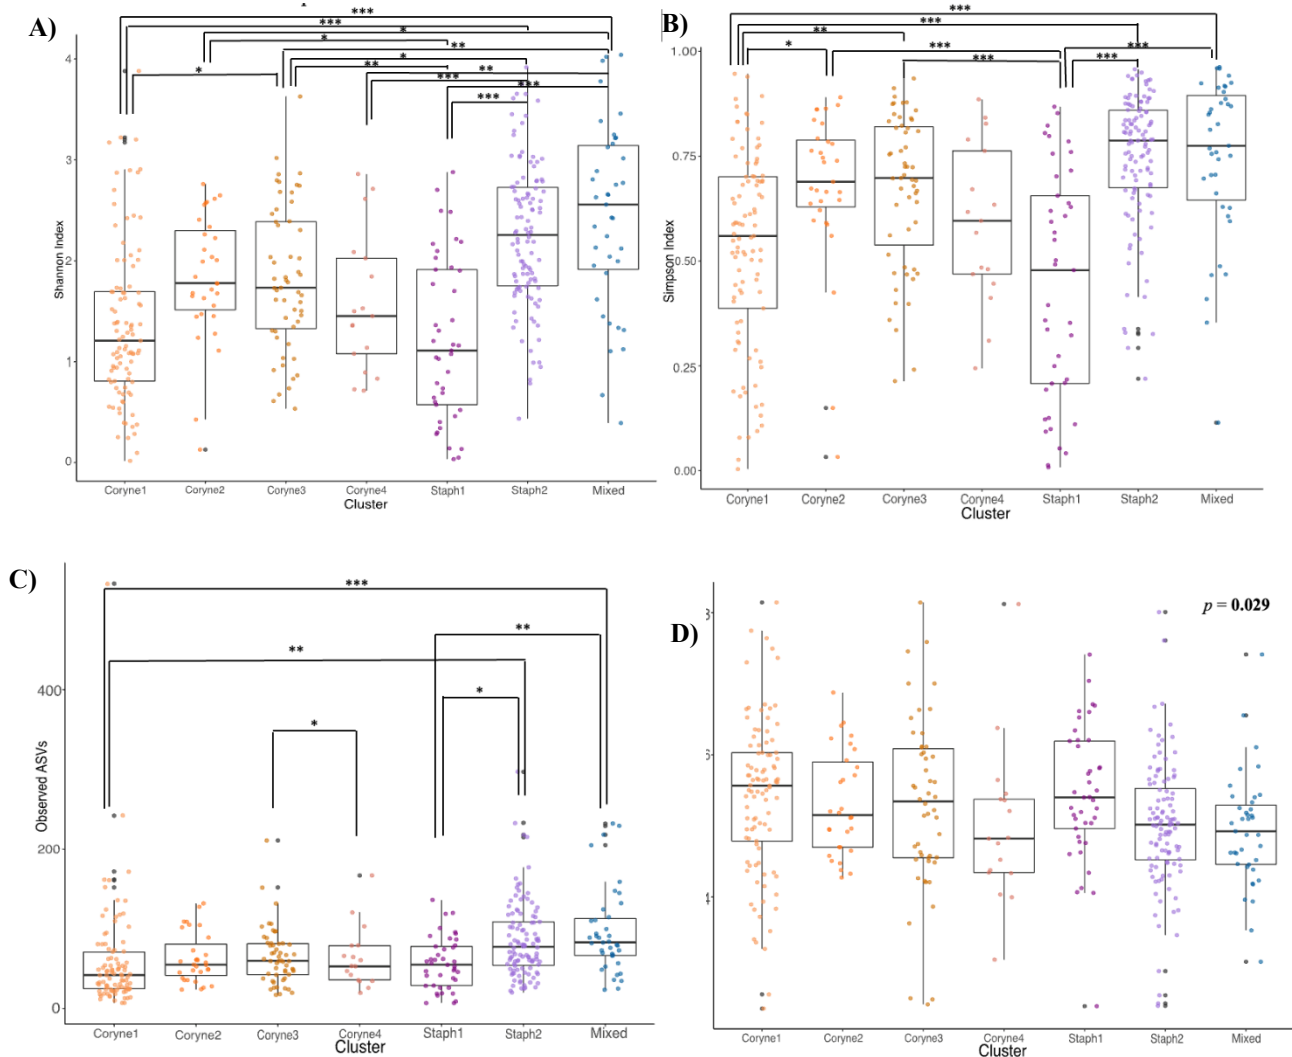 A)
***
***
*
*
**
*
**
**
***
***
***
*
4
3
2
1
0
Shannon Index
Coryne1 Coryne2 Coryne3 Coryne4 Staph1 Staph2 Mixed
Cluster
B)
***
***
**
*
***
***
***
***
1.00
0.75
0.50
0.25
0.00
Simpson Index
Coryne1 Coryne2 Coryne3 Coryne4 Staph1 Staph2 Mixed
Cluster
C)
***
**
**
*
*
400
200
0
Observed ASVs
Coryne1 Coryne2 Coryne3 Coryne4 Staph1 Staph2 Mixed
Cluster
D)
p = 0.029
Coryne1 Coryne2 Coryne3 Coryne4 Staph1 Staph2 Mixed
Cluster